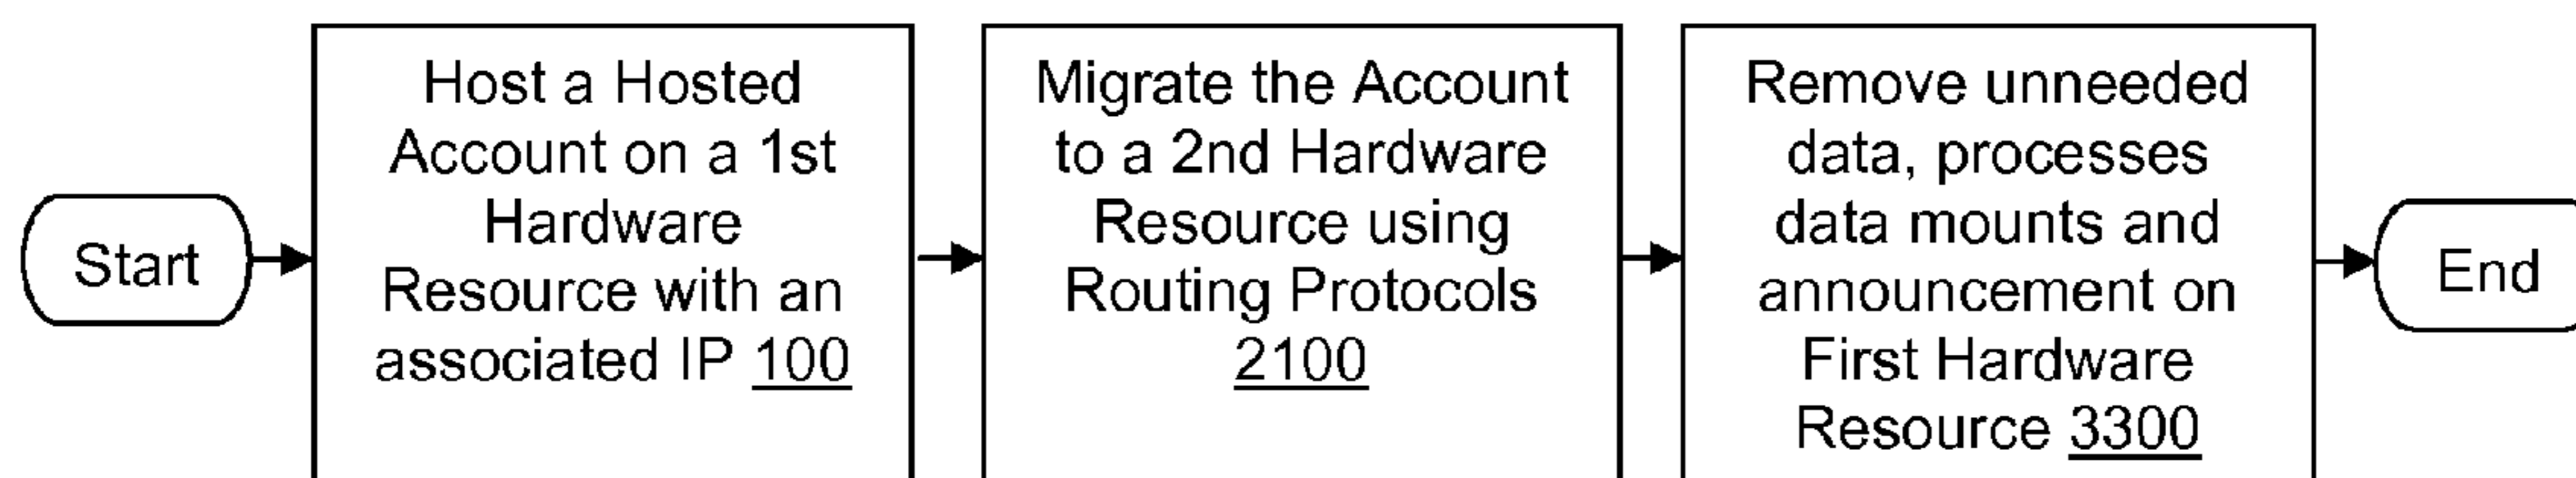 Start
Host a Hosted
Account on a 1st
Hardware
Resource with an
associated IP 100
Migrate the Account
to a 2nd Hardware
Resource using
Routing Protocols
2100
Remove unneeded
data, processes
data mounts and
announcement on
First Hardware
Resource 3300
End